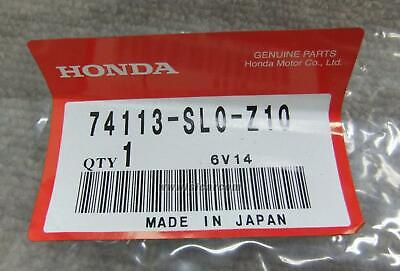 GENUINE PARTS
Honda Motor Co., Ltd.
HONDA
74113-SL0-Z10
QTY 1
6V14
MADE IN JAPAN